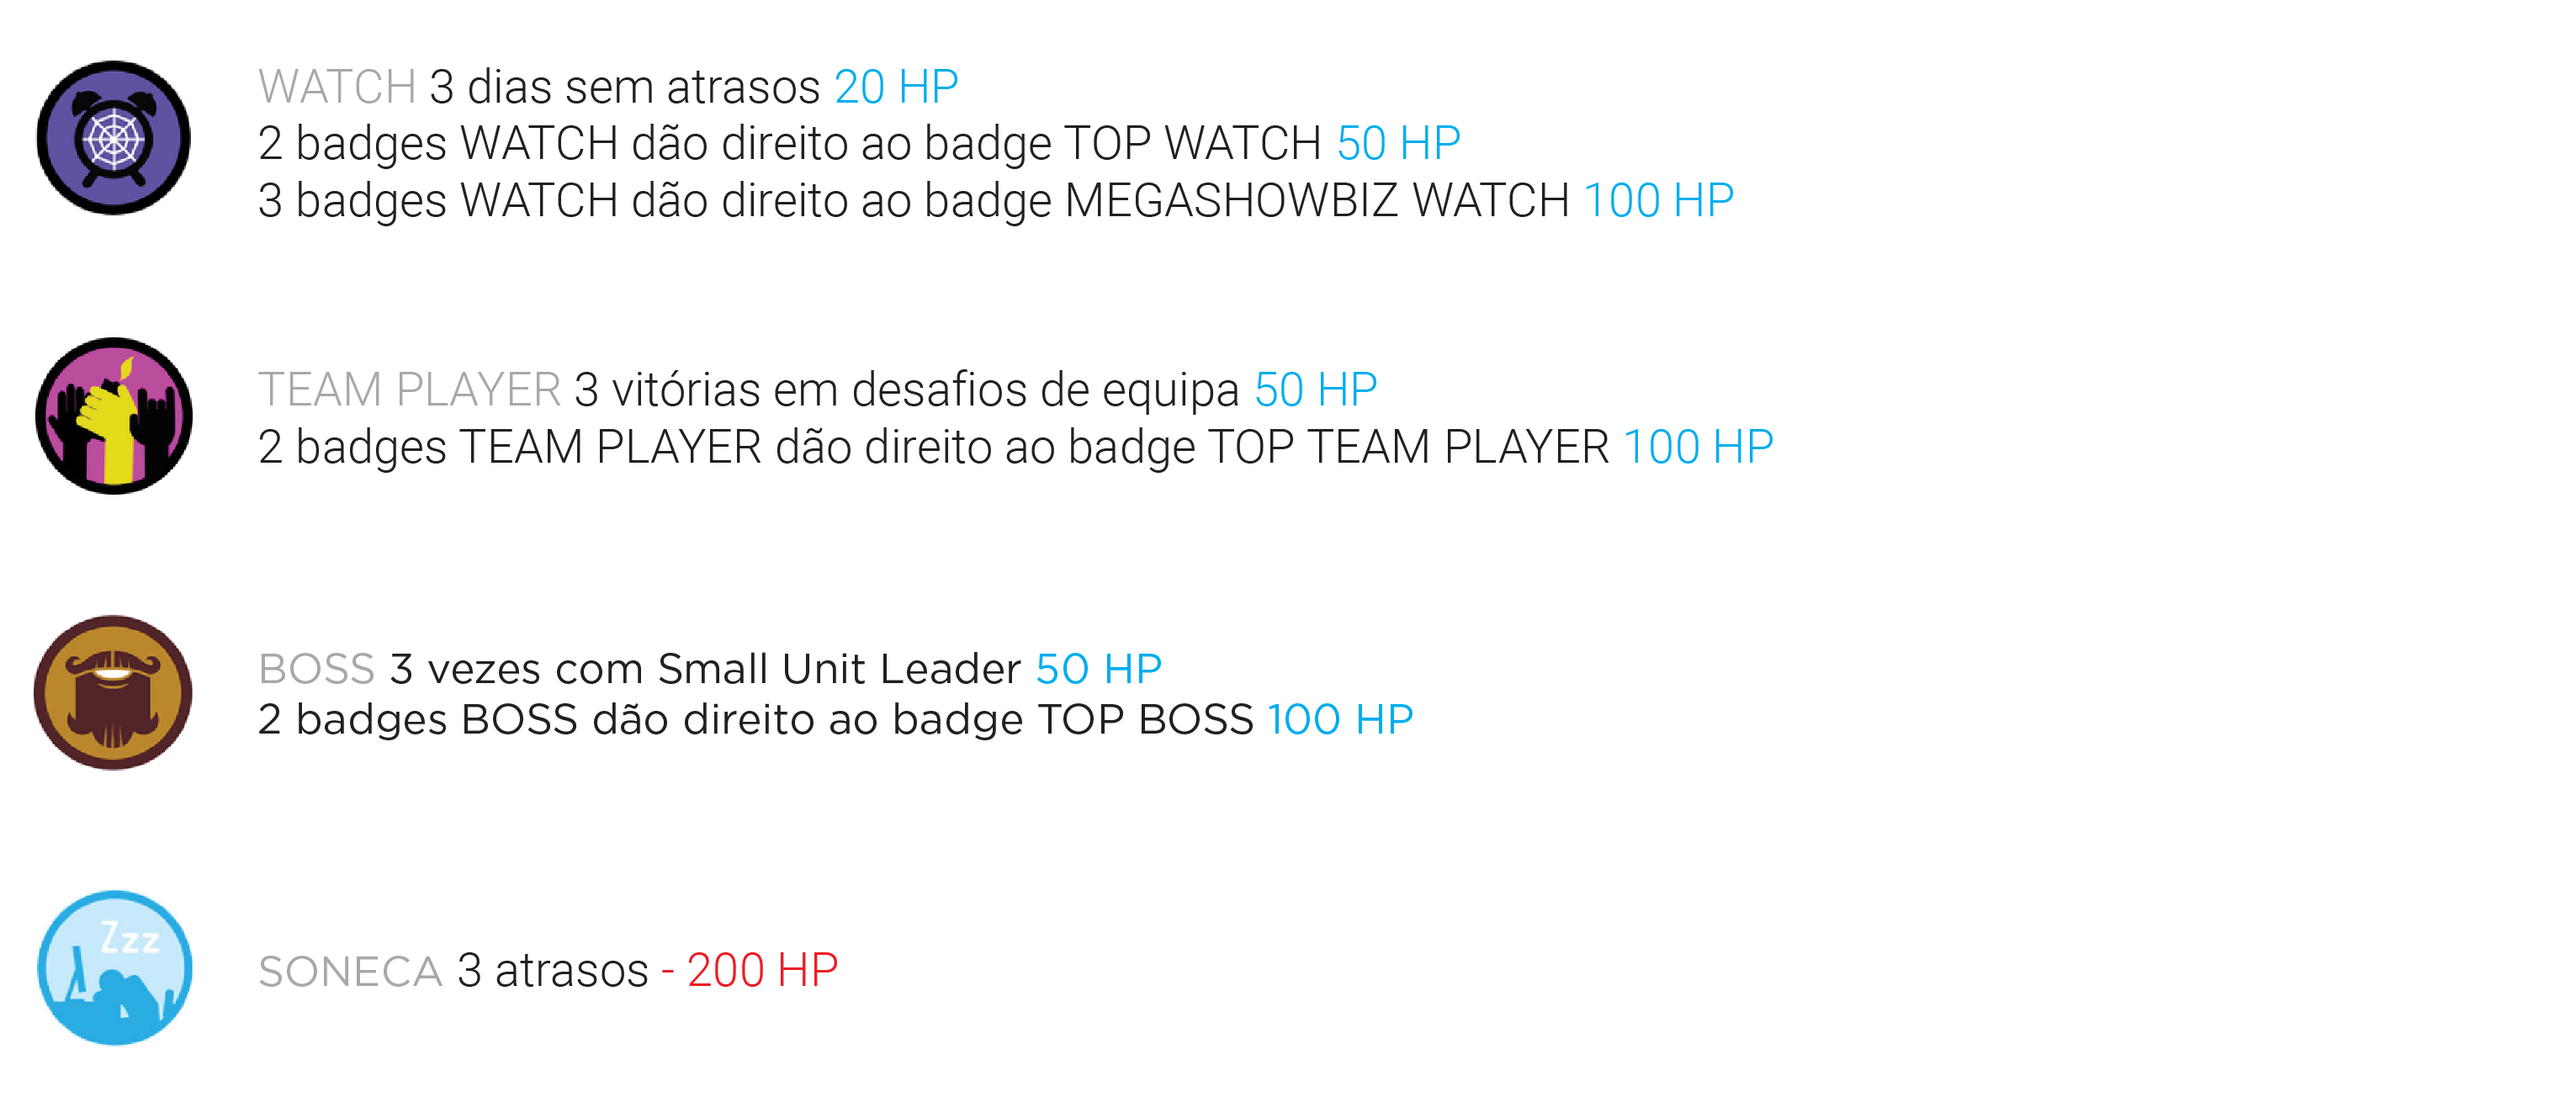 WATCH 3 dias sem atrasos 20 HP
2 badges WATCH dão direito ao badge TOP WATCH 50 HP
3 badges WATCH dão direito ao badge MEGASHOWBIZ WATCH 100 HP
TEAM PLAYER 3 vitórias em desafios de equipa 50 HP
2 badges TEAM PLAYER dão direito ao badge TOP TEAM PLAYER 100 HP
BOSS 3 vezes com Small Unit Leader 50 HP
2 badges BOSS dão direito ao badge TOP BOSS 100 HP
Zzz
SONECA 3 atrasos - 200 HP